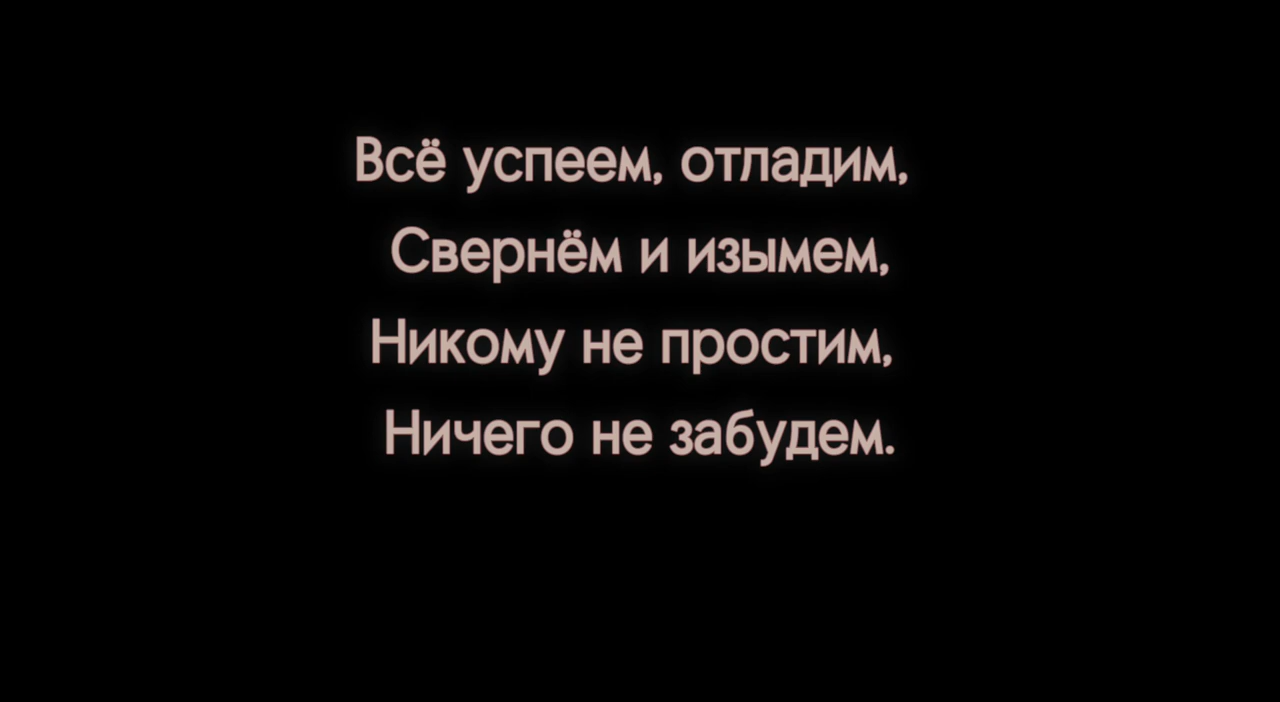 Всё успеем, отладим,
Свернём и изымем,
Никому не простим,
Ничего не забудем.